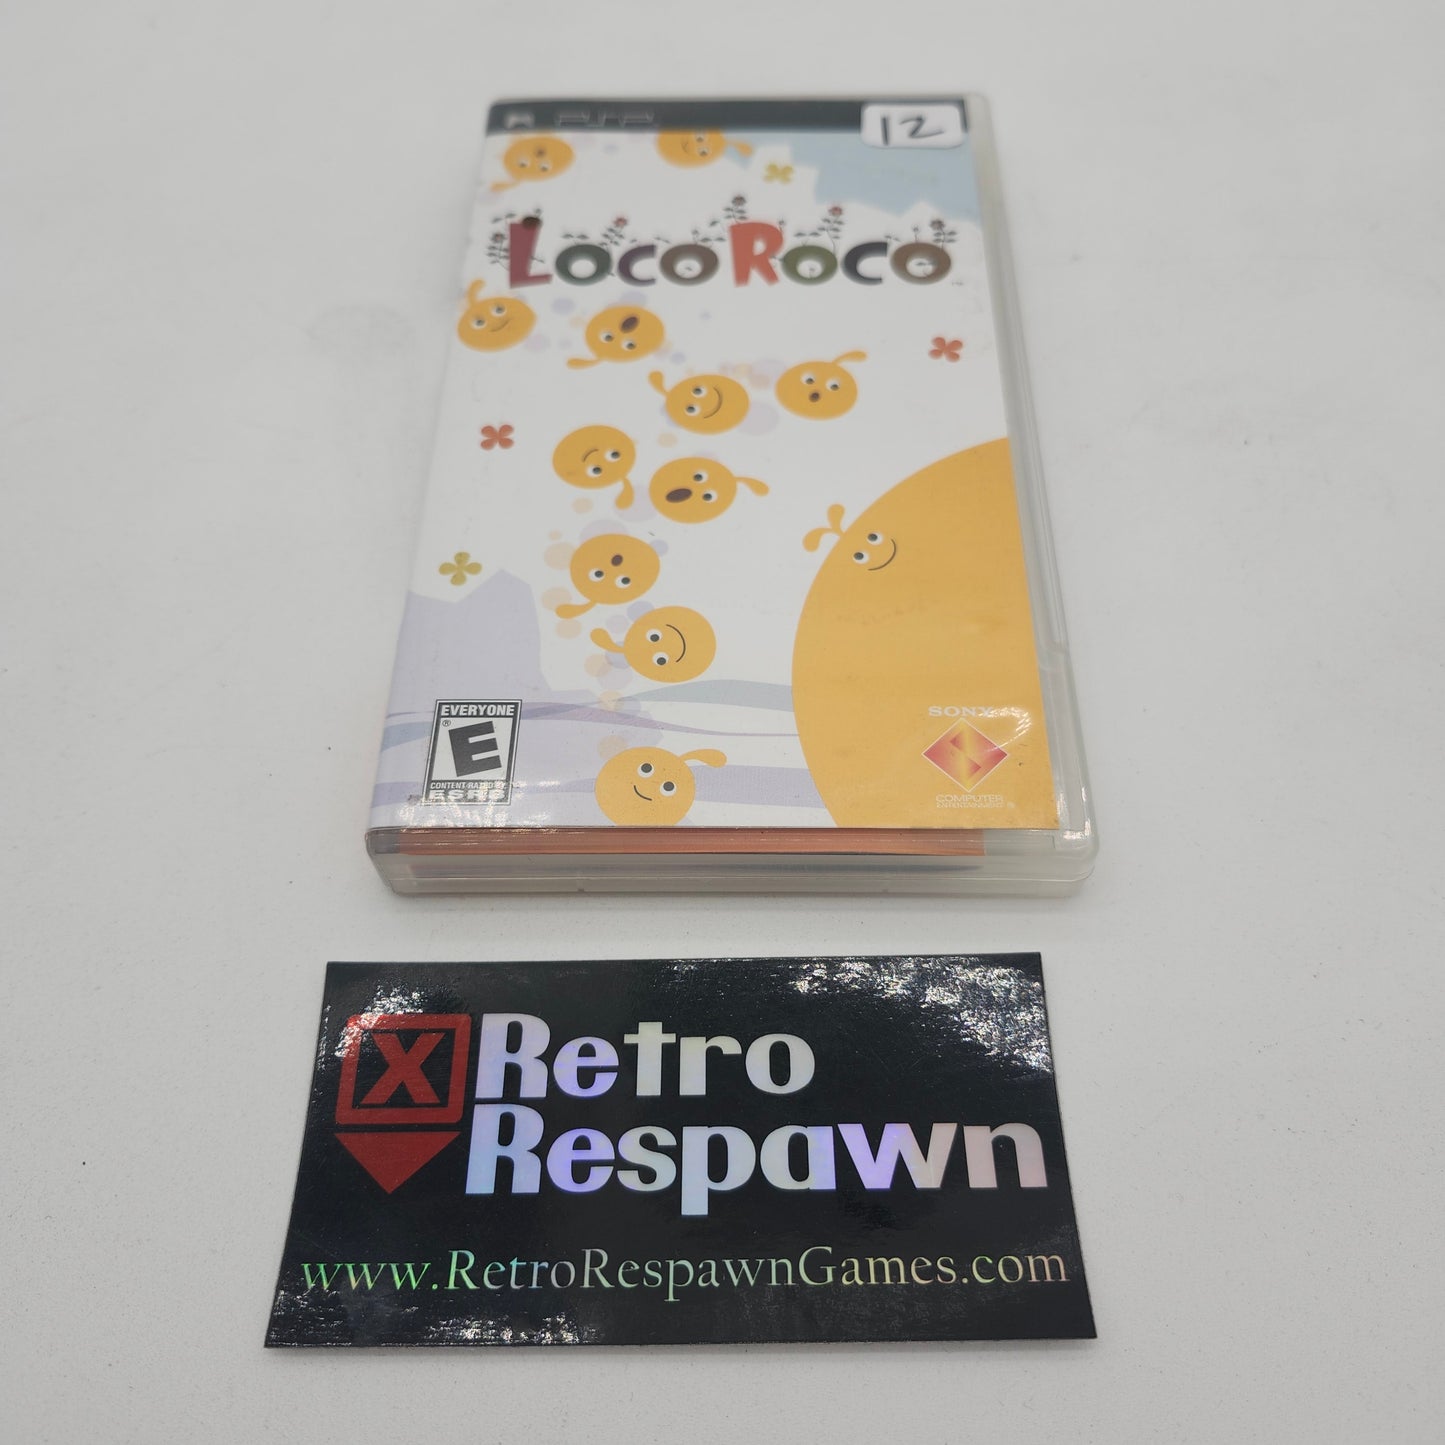 PSP
12
LocoRoco
EVERYONE
E
®
CONTENT RATED BY
ESRB
SONY
COMPUTER
ENTERTAINMENT®
X Retro
Respawn
www.RetroRespawnGames.com